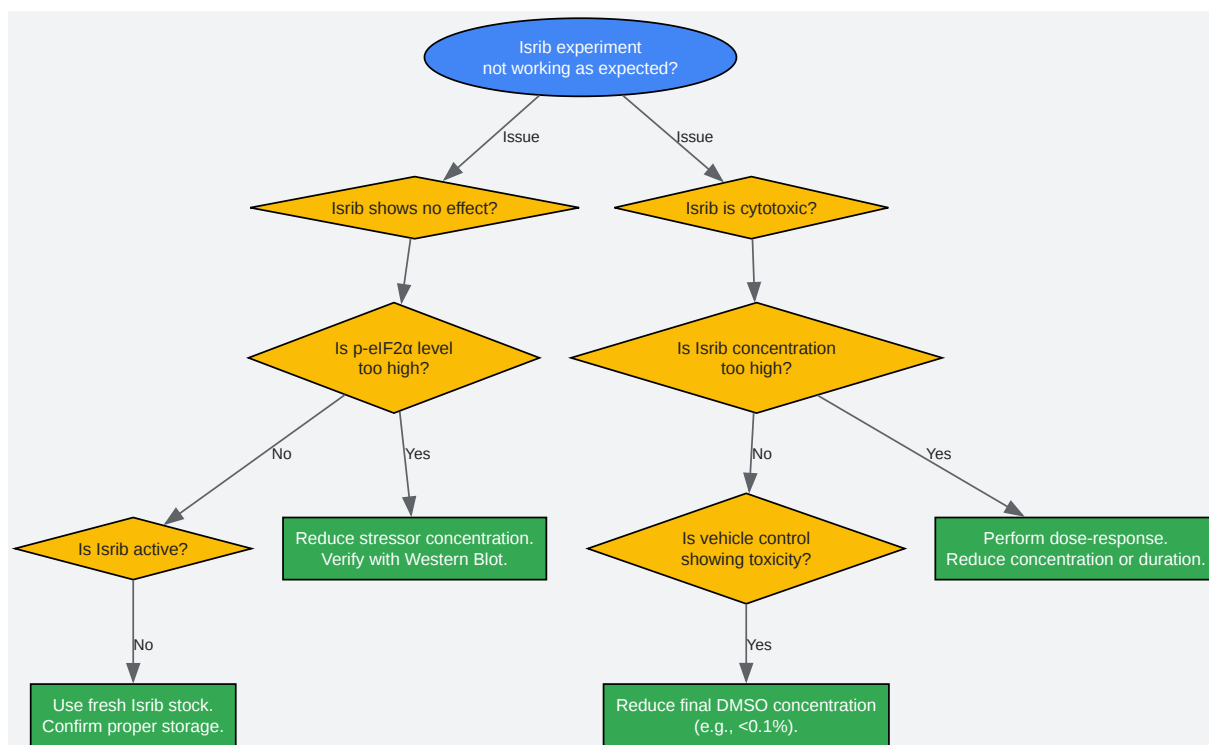 Isrib experiment
not working as expected?
Issue
Issue
Isrib shows no effect?
Isrib is cytotoxic?
Is p-eIF2α level
too high?
Is Isrib concentration
too high?
No
Yes
No
Yes
Is Isrib active?
Reduce stressor concentration.
Verify with Western Blot.
Is vehicle control
showing toxicity?
Perform dose-response.
Reduce concentration or duration.
No
Yes
Use fresh Isrib stock.
Confirm proper storage.
Reduce final DMSO concentration
(e.g., <0.1%).